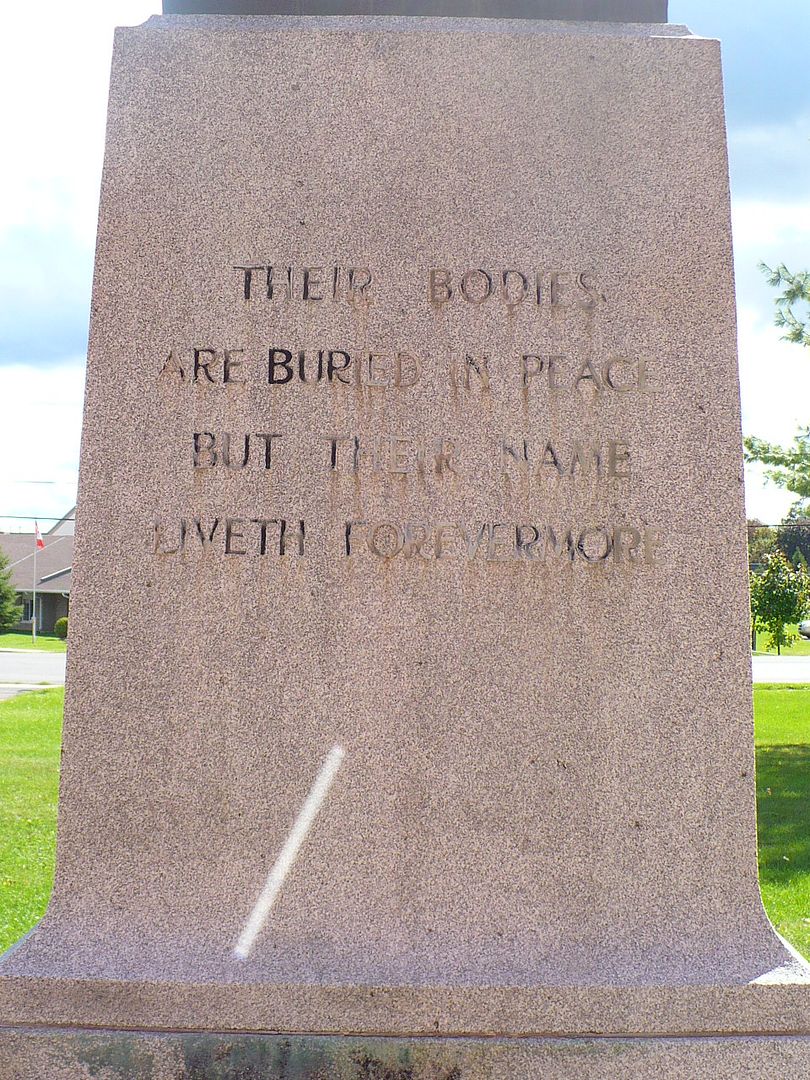 THEIR BODIES
ARE BURIED IN PEACE
BUT THEIR NAME
LIVETH FOREVERMORE